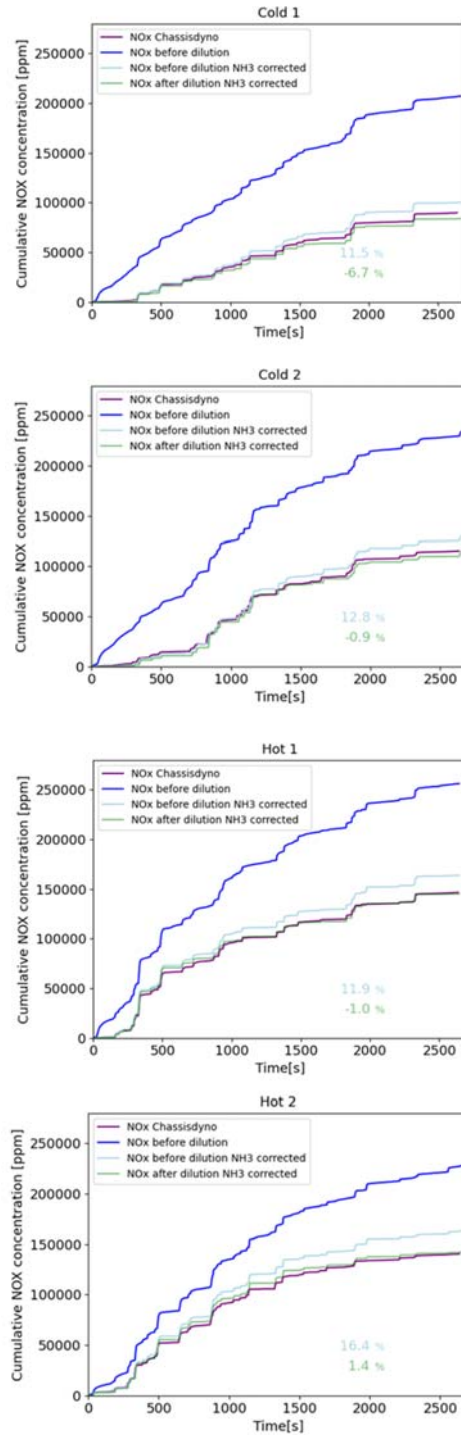 Cold 1
NOx Chassisdyno
NOx before dilution
NOx before dilution NH3 corrected
NOx after dilution NH3 corrected
Cumulative NOX concentration [ppm]
250000
200000
150000
100000
50000
0
11.5 %
-6.7 %
0 500 1000 1500 2000 2500
Time[s]
Cold 2
NOx Chassisdyno
NOx before dilution
NOx before dilution NH3 corrected
NOx after dilution NH3 corrected
Cumulative NOX concentration [ppm]
250000
200000
150000
100000
50000
0
12.8 %
-0.9 %
0 500 1000 1500 2000 2500
Time[s]
Hot 1
NOx Chassisdyno
NOx before dilution
NOx before dilution NH3 corrected
NOx after dilution NH3 corrected
Cumulative NOX concentration [ppm]
250000
200000
150000
100000
50000
0
11.9 %
-1.0 %
0 500 1000 1500 2000 2500
Time[s]
Hot 2
NOx Chassisdyno
NOx before dilution
NOx before dilution NH3 corrected
NOx after dilution NH3 corrected
Cumulative NOX concentration [ppm]
250000
200000
150000
100000
50000
0
16.4 %
1.4 %
0 500 1000 1500 2000 2500
Time[s]